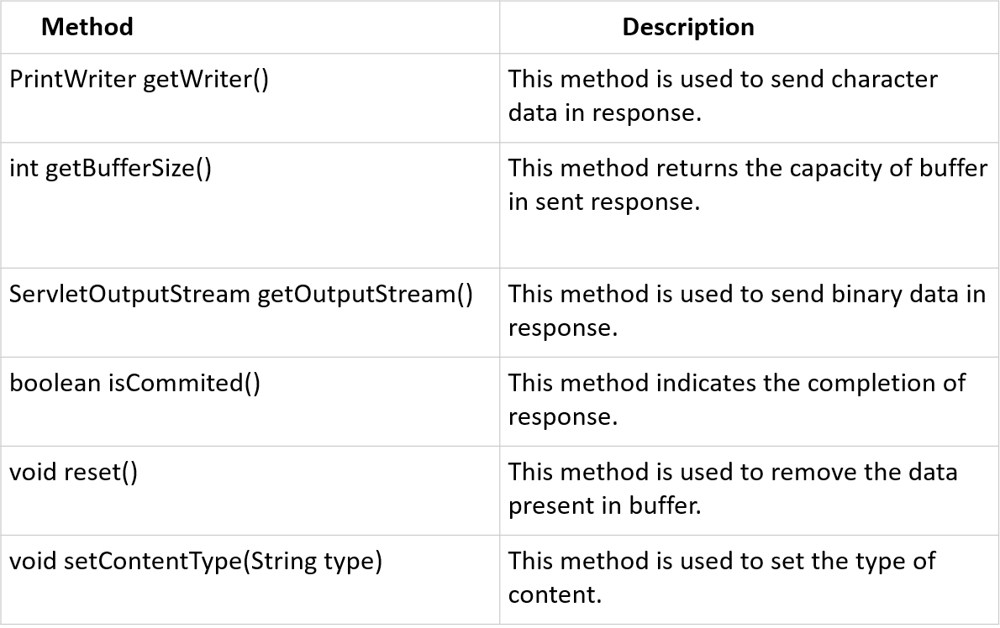 Method Description
PrintWriter getWriter() This method is used to send character
data in response.
int getBufferSize() This method returns the capacity of buffer
in sent response.
ServletOutputStream getOutputStream() This method is used to send binary data in
response.
boolean isCommited() This method indicates the completion of
response.
void reset() This method is used to remove the data
present in buffer.
void setContentType(String type) This method is used to set the type of
content.